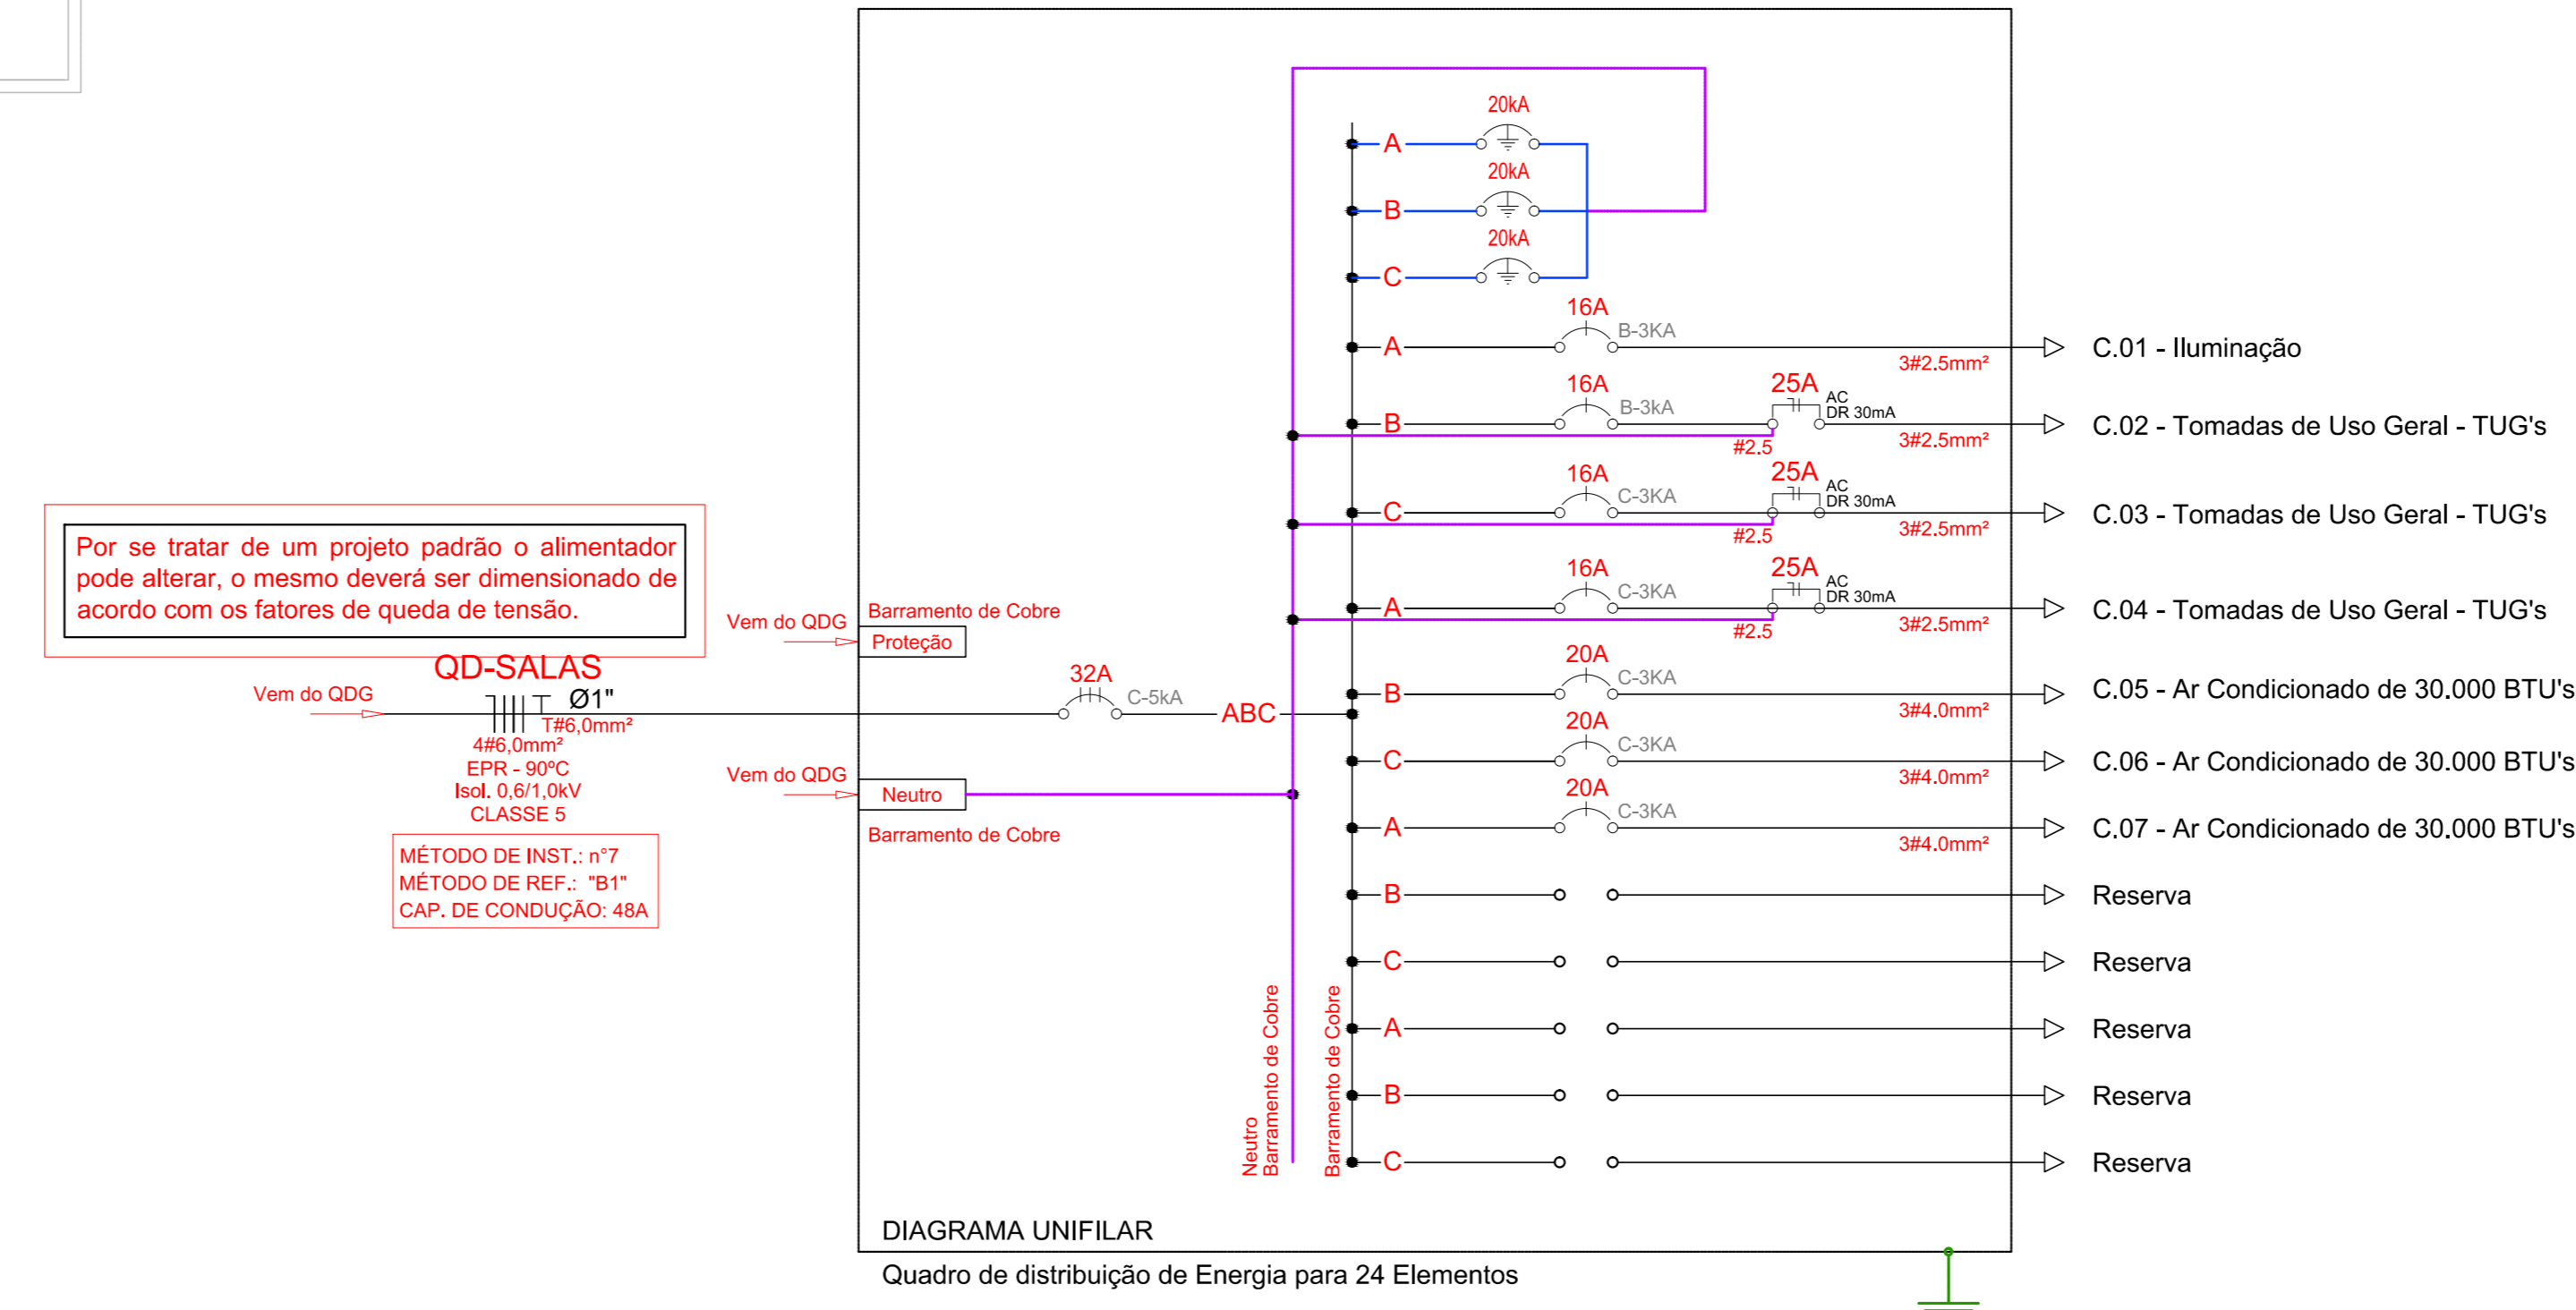 20kA
A
20kA
B
20kA
C
16A
B-3KA
A
3#2.5mm²
C.01 - Iluminação
16A
B-3kA
25A
AC
DR 30mA
B
#2.5
3#2.5mm²
C.02 - Tomadas de Uso Geral - TUG's
16A
C-3KA
25A
AC
DR 30mA
C
#2.5
3#2.5mm²
C.03 - Tomadas de Uso Geral - TUG's
16A
C-3KA
25A
AC
DR 30mA
A
#2.5
3#2.5mm²
C.04 - Tomadas de Uso Geral - TUG's
Por se tratar de um projeto padrão o alimentador
pode alterar, o mesmo deverá ser dimensionado de
acordo com os fatores de queda de tensão.
Vem do QDG
Barramento de Cobre
Proteção
QD-SALAS
Vem do QDG
Ø1"
T#6,0mm²
4#6,0mm²
EPR - 90ºC
Isol. 0,6/1,0kV
CLASSE 5
MÉTODO DE INST.: n°7
MÉTODO DE REF.: "B1"
CAP. DE CONDUÇÃO: 48A
32A
C-5kA
ABC
Vem do QDG
Neutro
Barramento de Cobre
20A
C-3KA
B
3#4.0mm²
C.05 - Ar Condicionado de 30.000 BTU's
20A
C-3KA
C
3#4.0mm²
C.06 - Ar Condicionado de 30.000 BTU's
20A
C-3KA
A
3#4.0mm²
C.07 - Ar Condicionado de 30.000 BTU's
B
Reserva
C
Reserva
A
Reserva
B
Reserva
C
Reserva
Neutro
Barramento de Cobre
Barramento de Cobre
DIAGRAMA UNIFILAR
Quadro de distribuição de Energia para 24 Elementos